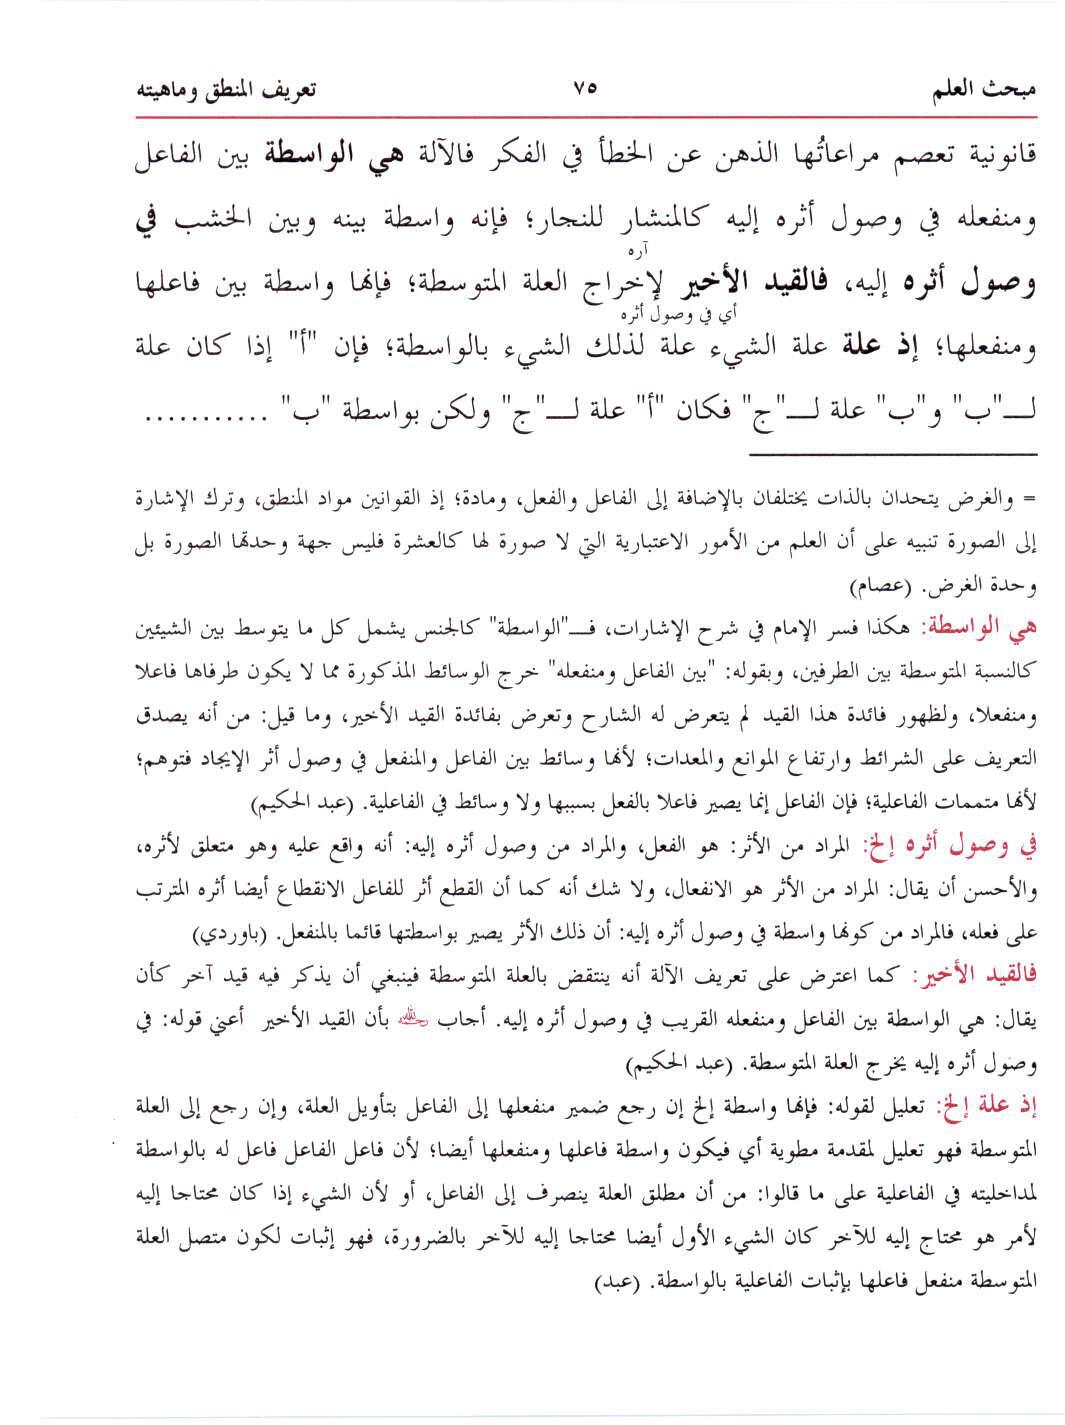 مبحث العلم ٧٥ تعريف المنطق وماهيته
قانونية تعصم مراعاتُها الذهن عن الخطأ في الفكر فالآلة هي الواسطة بين الفاعل
ومنفعله في وصول أثره إليه كالمنشار للنجار؛ فإنه واسطة بينه وبين الخشب في
آره
وصول أثره إليه، فالقيد الأخير لإخراج العلة المتوسطة؛ فإنها واسطة بين فاعلها
أي في وصول أثره
ومنفعلها؛ إذ علة علة الشيء علة لذلك الشيء بالواسطة؛ فإن "أ" إذا كان علة
لـ"ب" و"ب" علة لـ"ج" فكان "أ" علة لـ"ج" ولكن بواسطة "ب" ...........
= والغرض يتحدان بالذات يختلفان بالإضافة إلى الفاعل والفعل، ومادة؛ إذ القوانين مواد المنطق، وترك الإشارة
إلى الصورة تنبيه على أن العلم من الأمور الاعتبارية التي لا صورة لها كالعشرة فليس جهة وحدتها الصورة بل
وحدة الغرض. (عصام)
هي الواسطة: هكذا فسر الإمام في شرح الإشارات، فـ"الواسطة" كالجنس يشمل كل ما يتوسط بين الشيئين
كالنسبة المتوسطة بين الطرفين، وبقوله: "بين الفاعل ومنفعله" خرج الوسائط المذكورة مما لا يكون طرفاها فاعلا
ومنفعلا، ولظهور فائدة هذا القيد لم يتعرض له الشارح وتعرض بفائدة القيد الأخير، وما قيل: من أنه يصدق
التعريف على الشرائط وارتفاع الموانع والمعدات؛ لأنها وسائط بين الفاعل والمنفعل في وصول أثر الإيجاد فتوهم؛
لأنها متممات الفاعلية؛ فإن الفاعل إنما يصير فاعلا بالفعل بسببها ولا وسائط في الفاعلية. (عبد الحكيم)
في وصول أثره إلخ: المراد من الأثر: هو الفعل، والمراد من وصول أثره إليه: أنه واقع عليه وهو متعلق لأثره،
والأحسن أن يقال: المراد من الأثر هو الانفعال، ولا شك أنه كما أن القطع أثر للفاعل الانقطاع أيضا أثره المترتب
على فعله، فالمراد من كونها واسطة في وصول أثره إليه: أن ذلك الأثر يصير بواسطتها قائما بالمنفعل. (باوردي)
فالقيد الأخير: كما اعترض على تعريف الآلة أنه ينتقض بالعلة المتوسطة فينبغي أن يذكر فيه قيد آخر كأن
يقال: هي الواسطة بين الفاعل ومنفعله القريب في وصول أثره إليه. أجاب بأن القيد الأخير أعني قوله: في
وصول أثره إليه يخرج العلة المتوسطة. (عبد الحكيم)
إذ علة إلخ: تعليل لقوله: فإنها واسطة إلخ إن رجع ضمير منفعلها إلى الفاعل بتأويل العلة، وإن رجع إلى العلة
المتوسطة فهو تعليل لمقدمة مطوية أي فيكون واسطة فاعلها ومنفعلها أيضا؛ لأن فاعل الفاعل فاعل له بالواسطة
لمداخليته في الفاعلية على ما قالوا: من أن مطلق العلة ينصرف إلى الفاعل، أو لأن الشيء إذا كان محتاجا إليه
لأمر هو محتاج إليه للآخر كان الشيء الأول أيضا محتاجا إليه للآخر بالضرورة، فهو إثبات لكون متصل العلة
المتوسطة منفعل فاعلها بإثبات الفاعلية بالواسطة. (عبد)